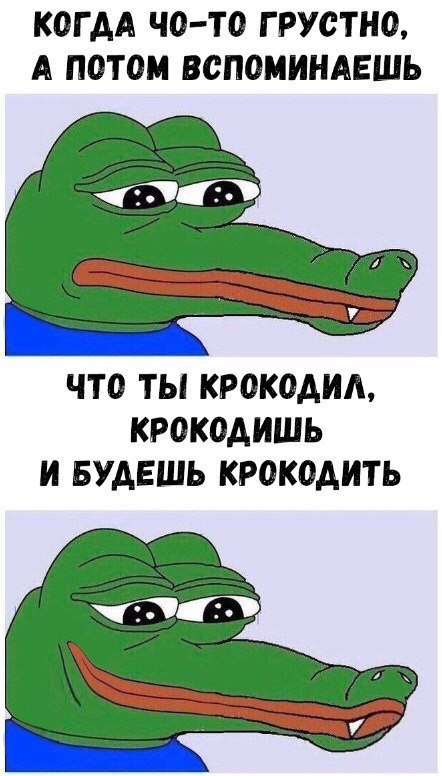 КОГДА ЧО-ТО ГРУСТНО,
А ПОТОМ ВСПОМИНАЕШЬ
ЧТО ТЫ КРОКОДИЛ,
КРОКОДИШЬ
И БУДЕШЬ КРОКОДИТЬ